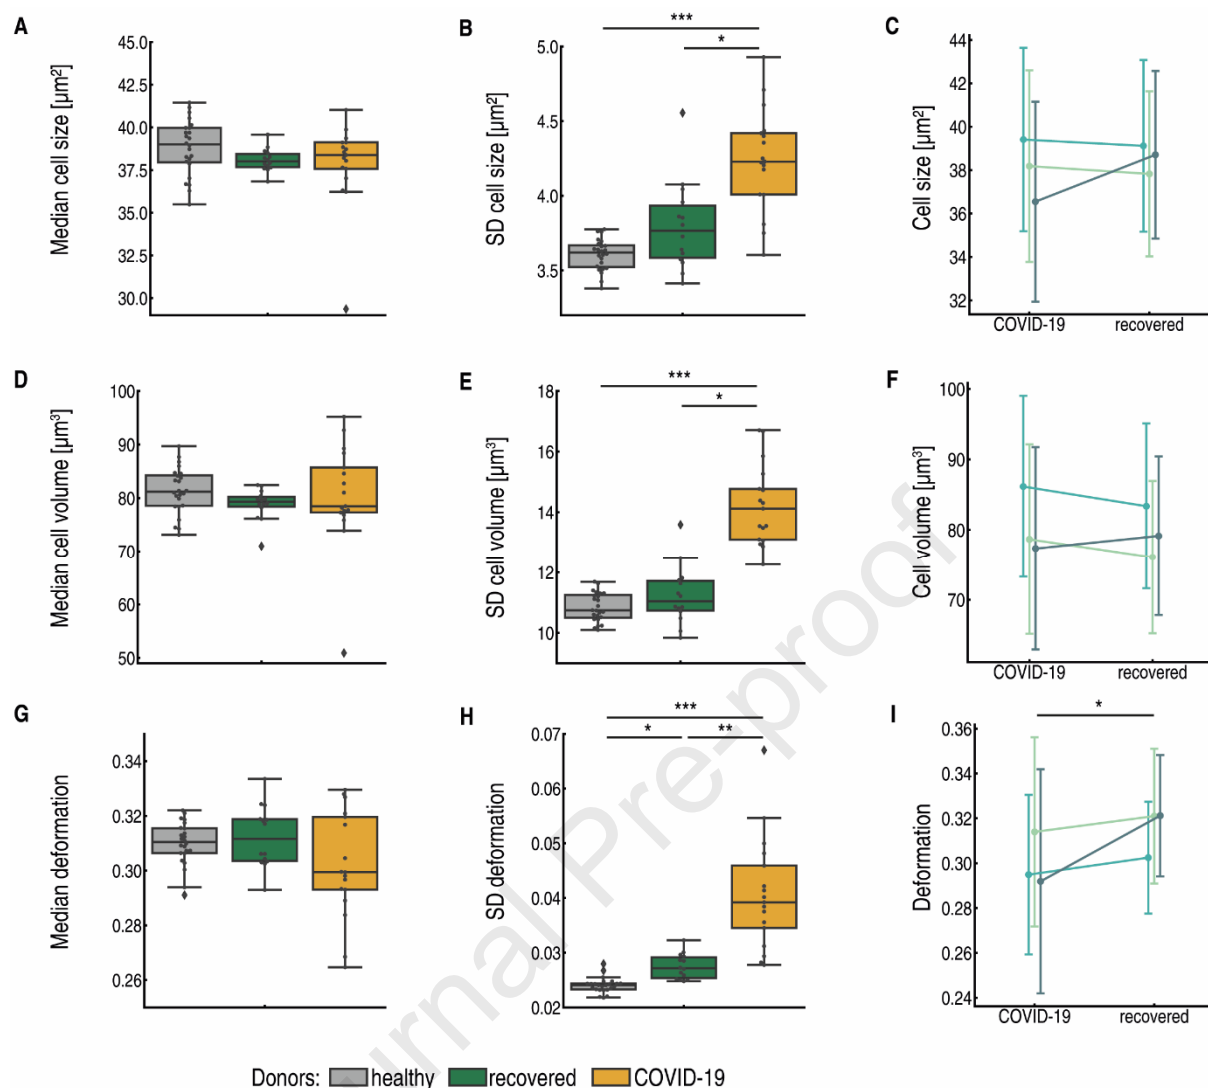 A
Median cell size [µm²]
45.0
42.5
40.0
37.5
35.0
32.5
30.0
B
***
*
SD cell size [µm²]
5.0
4.5
4.0
3.5
C
Cell size [µm²]
44
42
40
38
36
34
32
COVID-19 recovered
D
Median cell volume [µm³]
100
90
80
70
60
50
E
***
*
SD cell volume [µm³]
18
16
14
12
10
F
Cell volume [µm³]
100
90
80
70
COVID-19 recovered
G
Median deformation
0.34
0.32
0.30
0.28
0.26
H
***
* **
SD deformation
0.07
0.06
0.05
0.04
0.03
0.02
I
*
Deformation
0.36
0.34
0.32
0.30
0.28
0.26
0.24
COVID-19 recovered
Donors: healthy recovered COVID-19
urnal Pre-proof